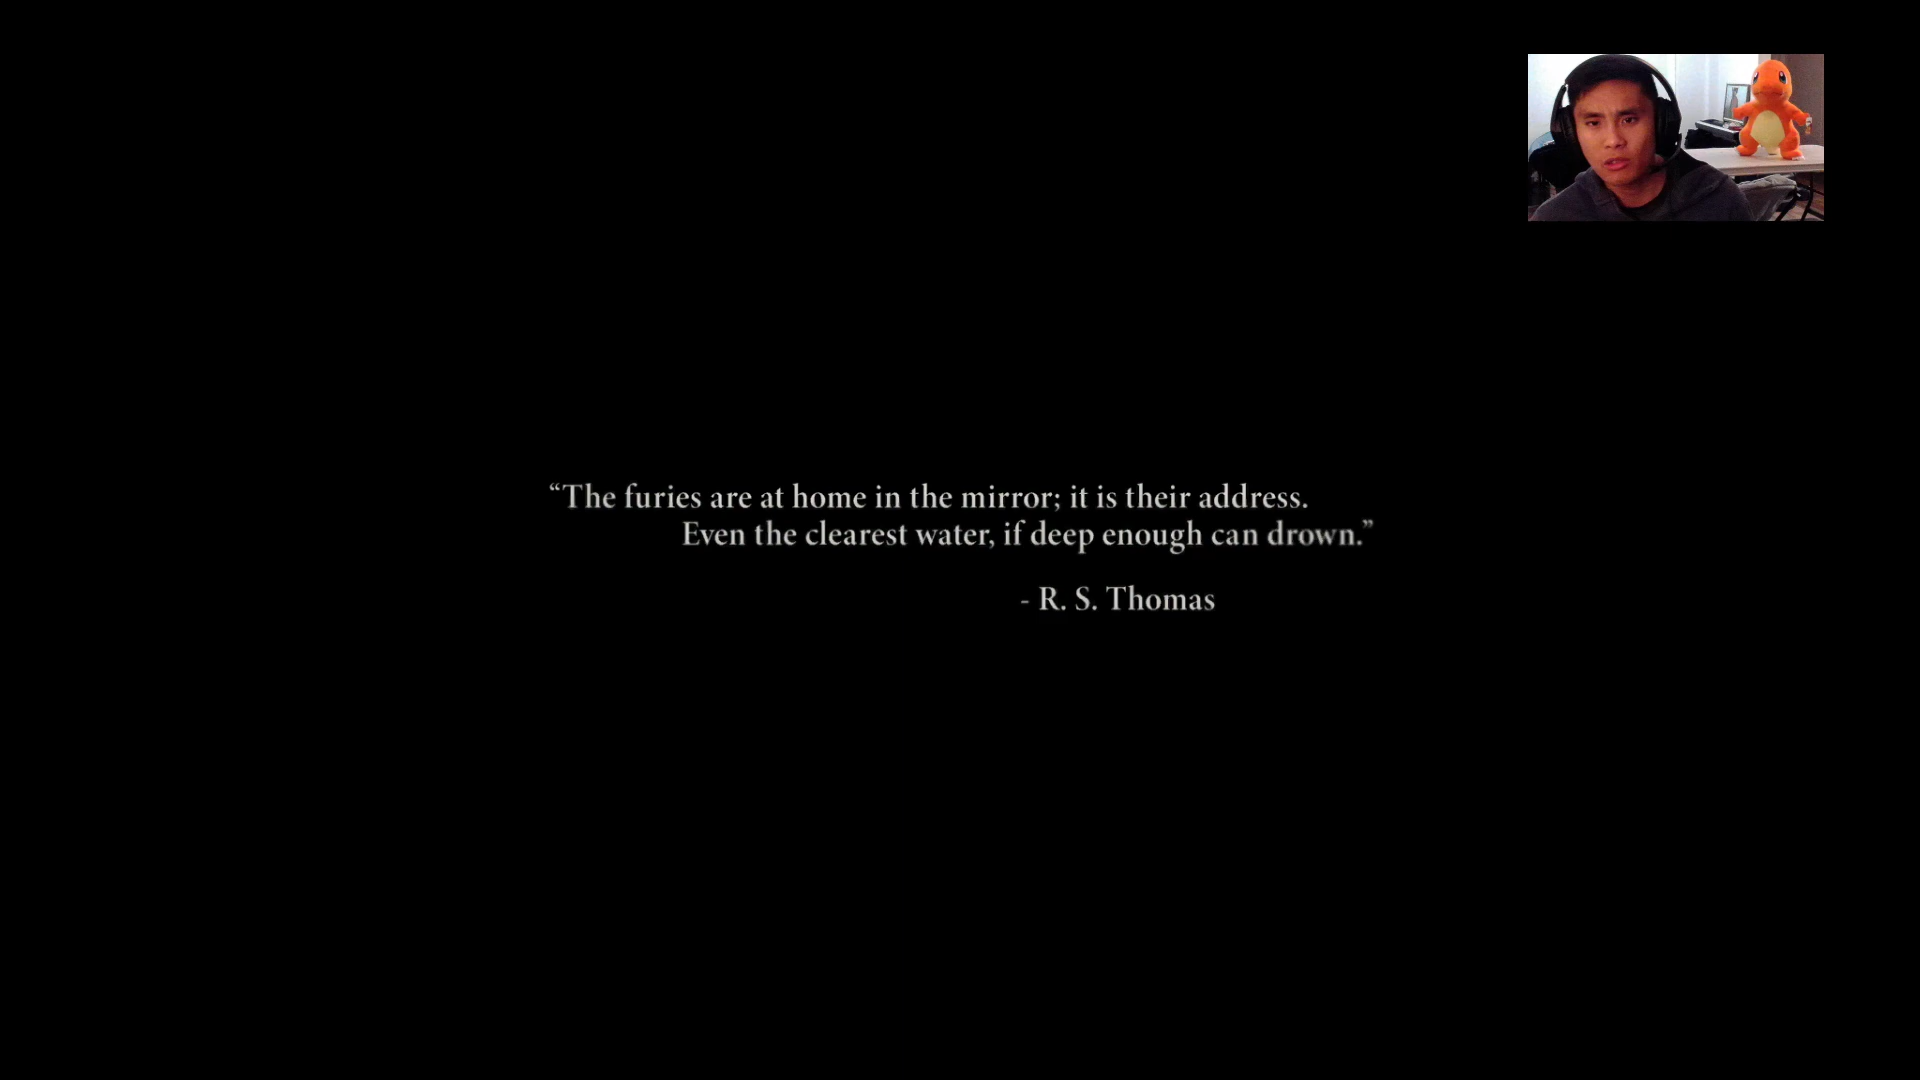 “The furies are at home in the mirror; it is their address.
Even the clearest water, if deep enough can drown.”
- R. S. Thomas